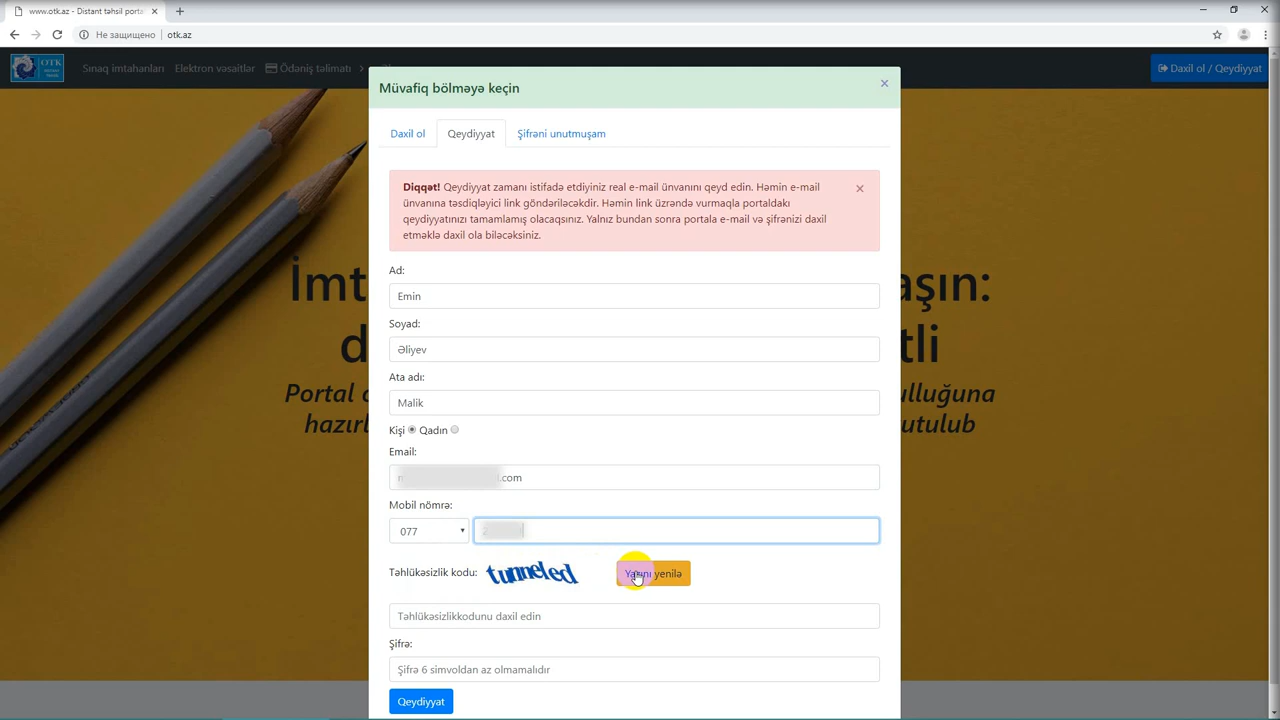 www.otk.az - Distant təhsil porta
Не защищено | otk.az
OTK
Sınaq imtahanları Elektron vəsaitlər Ödəniş təlimatı
Daxil ol / Qeydiyyat
Müvafiq bölməyə keçin
Daxil ol Qeydiyyat Şifrəni unutmuşam
Diqqət! Qeydiyyat zamanı istifadə etdiyiniz real e-mail ünvanını qeyd edin. Həmin e-mail
ünvanına təsdiqləyici link göndəriləcəkdir. Həmin link üzrəndə vurmaqla portaldakı
qeydiyyatınızı tamamlamış olacaqsınız. Yalnız bundan sonra portala e-mail və şifrənizi daxil
etməklə daxil ola biləcəksiniz.
Ad:
Emin
Soyad:
Əliyev
Ata adı:
Malik
Kişi Qadın
Email:
.com
Mobil nömrə:
077
Təhlükəsizlik kodu: tunneled yenilə
Təhlükəsizlikkodunu daxil edin
Şifrə:
Şifrə 6 simvoldan az olmamalıdır
Qeydiyyat
İmt aşın:
d tli
Portal ulluğuna
hazırl utulub